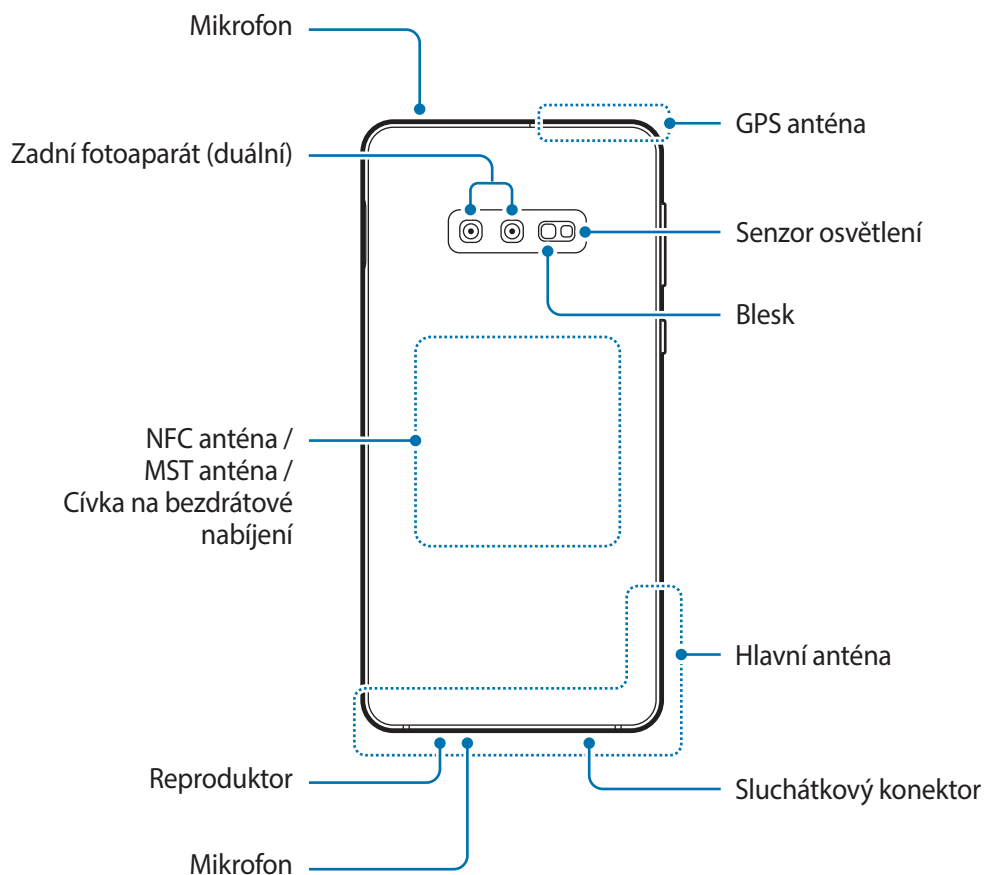 Mikrofon
GPS anténa
Zadní fotoaparát (duální)
Senzor osvětlení
Blesk
NFC anténa /
MST anténa /
Cívka na bezdrátové
nabíjení
Hlavní anténa
Reproduktor
Sluchátkový konektor
Mikrofon